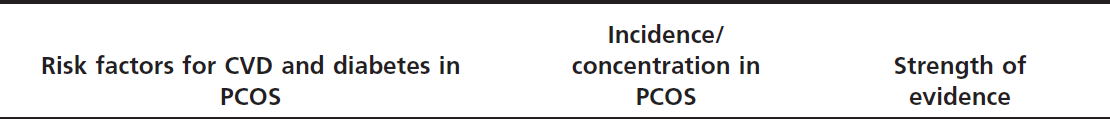 Risk factors for CVD and diabetes in
PCOS
Incidence/
concentration in
PCOS
Strength of
evidence